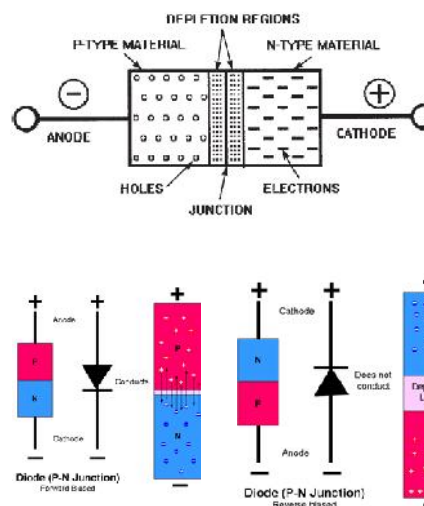 DEPLETION REGIONS
P-TYPE MATERIAL
N-TYPE MATERIAL
−
+
ANODE
CATHODE
HOLES
ELECTRONS
JUNCTION
+ +
Anode
P
N
Conducts
Cathode
− −
Diode (P-N Junction)
Forward Biased
+
P
N
−
+ +
Cathode
N
P
Does not
conduct
Anode
− −
Diode (P-N Junction)
Reverse Biased
+